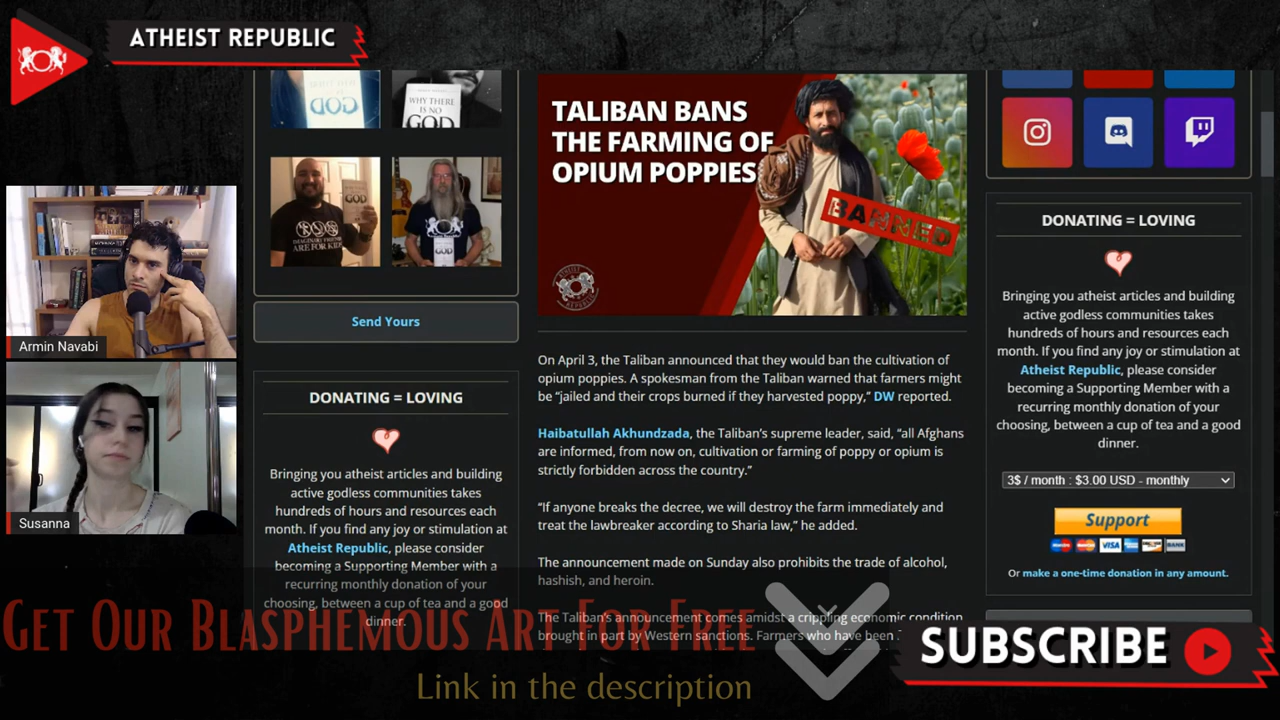 ATHEIST REPUBLIC
GOD
WHY THERE
IS NO
GOD
GOD
IMAGINARY FRIENDS
ARE FOR KIDS
GOD
Send Yours
DONATING = LOVING
Bringing you atheist articles and building
active godless communities takes
hundreds of hours and resources each
month. If you find any joy or stimulation at
Atheist Republic, please consider
becoming a Supporting Member with a
recurring monthly donation of your
choosing, between a cup of tea and a good
dinner.
Armin Navabi
Susanna
TALIBAN BANS
THE FARMING OF
OPIUM POPPIES
BANNED
ATHEIST
REPUBLIC
On April 3, the Taliban announced that they would ban the cultivation of
opium poppies. A spokesman from the Taliban warned that farmers might
be “jailed and their crops burned if they harvested poppy,” DW reported.
Haibatullah Akhundzada, the Taliban’s supreme leader, said, “all Afghans
are informed, from now on, cultivation or farming of poppy or opium is
strictly forbidden across the country.”
“If anyone breaks the decree, we will destroy the farm immediately and
treat the lawbreaker according to Sharia law,” he added.
The announcement made on Sunday also prohibits the trade of alcohol,
hashish, and heroin.
The Taliban’s announcement comes amidst a crippling economic condition
brought in part by Western sanctions. Farmers who have been
DONATING = LOVING
Bringing you atheist articles and building
active godless communities takes
hundreds of hours and resources each
month. If you find any joy or stimulation at
Atheist Republic, please consider
becoming a Supporting Member with a
recurring monthly donation of your
choosing, between a cup of tea and a good
dinner.
3$ / month : $3.00 USD - monthly
Support
VISA
BANK
Or make a one-time donation in any amount.
GET OUR BLASPHEMOUS ART FOR FREE
Link in the description
SUBSCRIBE